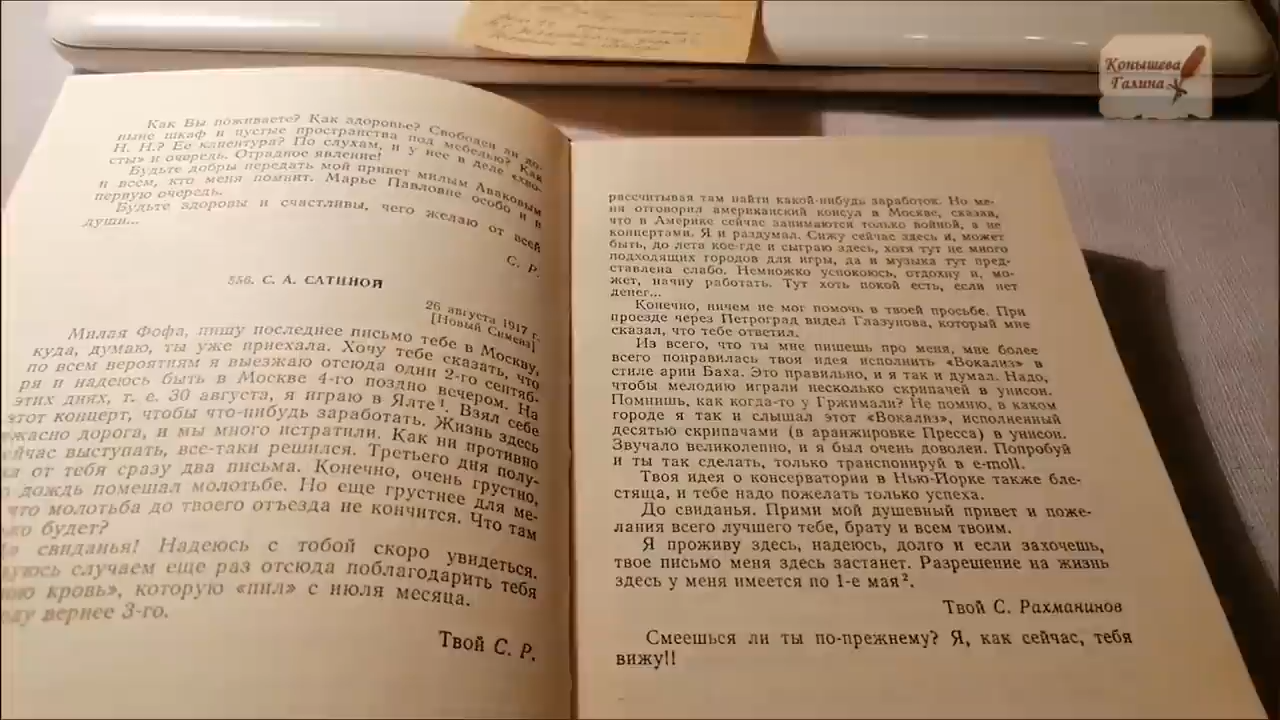 Конышева
Галина
Как Вы поживаете? Как здоровье? Свободен ли до-
ныне шкаф и пустые пространства под мебелью? Как
Н. Н.? Ее клиентура? По слухам, и у нее в деле «хво-
сты» и очередь. Отрадное явление!
Будьте добры передать мой привет милым Аваковым
и всем, кто меня помнит. Марье Павловне особо и в
первую очередь.
Будьте здоровы и счастливы, чего желаю от всей
души...
С. Р.
556. С. А. САТИНОЙ
26 августа 1917 г.
[Новый Симеиз]
Милая Фофа, пишу последнее письмо тебе в Москву,
куда, думаю, ты уже приехала. Хочу тебе сказать, что
по всем вероятиям я выезжаю отсюда один 2-го сентяб-
ря и надеюсь быть в Москве 4-го поздно вечером. На
этих днях, т. е. 30 августа, я играю в Ялте¹. Взял себе
этот концерт, чтобы что-нибудь заработать. Жизнь здесь
ужасно дорога, и мы много истратили. Как ни противно
сейчас выступать, все-таки решился. Третьего дня полу-
от тебя сразу два письма. Конечно, очень грустно,
дождь помешал молотьбе. Но еще грустнее для ме-
что молотьба до твоего отъезда не кончится. Что там
будет?
свиданья! Надеюсь с тобой скоро увидеться.
случаем еще раз отсюда поблагодарить тебя
кровь», которую «пил» с июля месяца.
вернее 3-го.
Твой С. Р.
рассчитывая там найти какой-нибудь заработок. Но ме-
ня отговорил американский консул в Москве, сказав,
что в Америке сейчас занимаются только войной, а не
концертами. Я и раздумал. Сижу сейчас здесь и, может
быть, до лета кое-где и сыграю здесь, хотя тут не много
подходящих городов для игры, да и музыка тут пред-
ставлена слабо. Немножко успокоюсь, отдохну и, мо-
жет, начну работать. Тут хоть покой есть, если нет
денег...
Конечно, ничем не мог помочь в твоей просьбе. При
проезде через Петроград видел Глазунова, который мне
сказал, что тебе ответил.
Из всего, что ты мне пишешь про меня, мне более
всего понравилась твоя идея исполнить «Вокализ» в
стиле арии Баха. Это правильно, и я так и думал. Надо,
чтобы мелодию играли несколько скрипачей в унисон.
Помнишь, как когда-то у Гржимали? Не помню, в каком
городе я так и слышал этот «Вокализ», исполненный
десятью скрипачами (в аранжировке Пресса) в унисон.
Звучало великолепно, и я был очень доволен. Попробуй
и ты так сделать, только транспонируй в e-moll.
Твоя идея о консерватории в Нью-Йорке также бле-
стяща, и тебе надо пожелать только успеха.
До свиданья. Прими мой душевный привет и поже-
лания всего лучшего тебе, брату и всем твоим.
Я проживу здесь, надеюсь, долго и если захочешь,
твое письмо меня здесь застанет. Разрешение на жизнь
здесь у меня имеется по 1-е мая².
Твой С. Рахманинов
Смеешься ли ты по-прежнему? Я, как сейчас, тебя
вижу!!